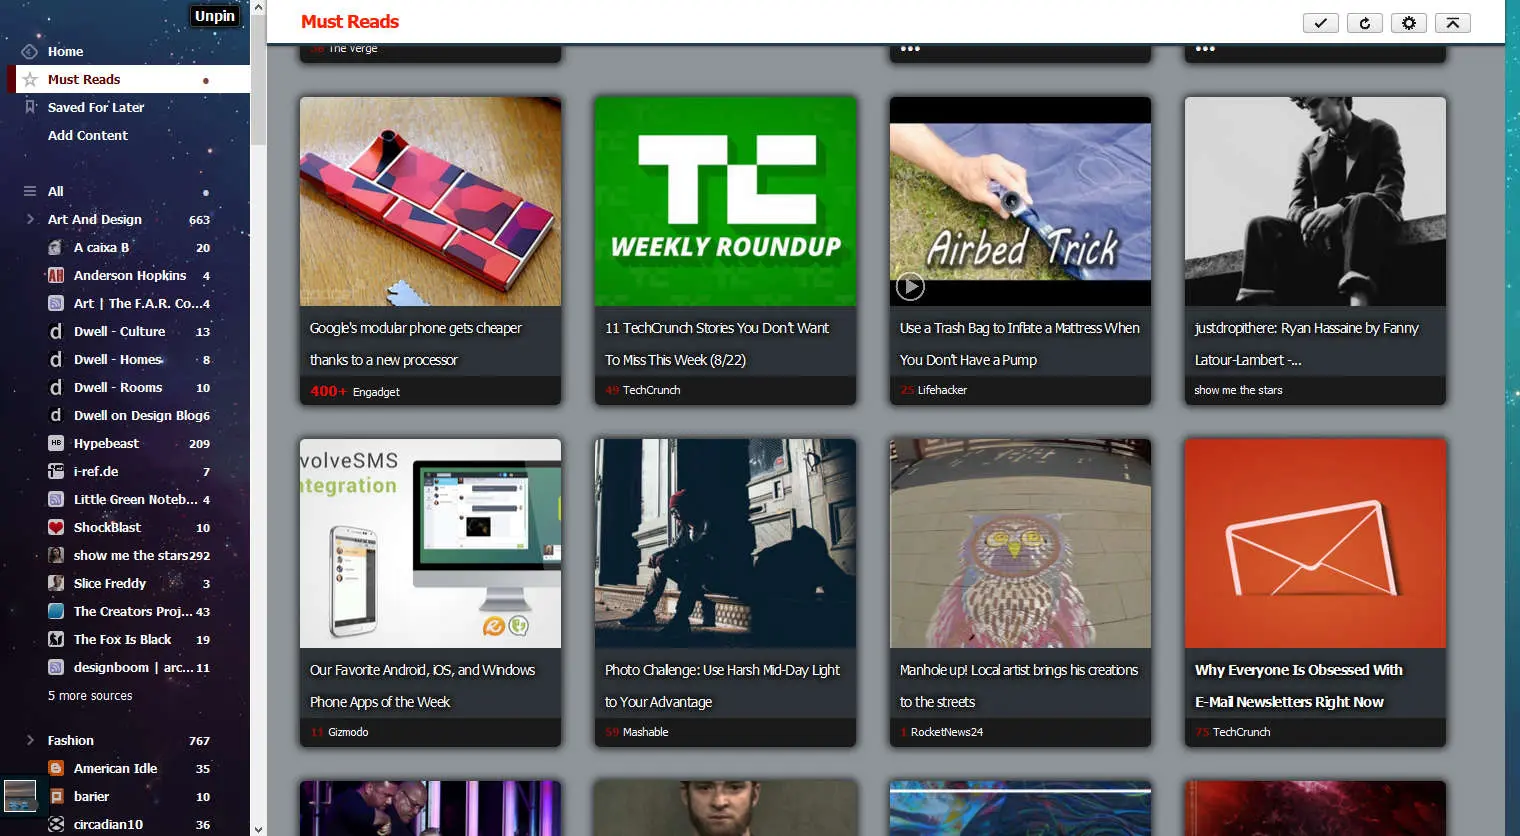 Unpin
Home
Must Reads
Saved For Later
Add Content
All
Art And Design 663
A caixa B 20
Anderson Hopkins 4
Art | The F.A.R. Co... 4
Dwell - Culture 13
Dwell - Homes 8
Dwell - Rooms 10
Dwell on Design Blog 6
Hypebeast 209
i-ref.de 7
Little Green Noteb... 4
ShockBlast 10
show me the stars 292
Slice Freddy 3
The Creators Proj... 43
The Fox Is Black 19
designboom | arc... 11
5 more sources
Fashion 767
American Idle 35
barier 10
circadian10 36
Must Reads
The Verge
•••
•••
TC
WEEKLY ROUNDUP
Airbed Trick
Google's modular phone gets cheaper
thanks to a new processor
400+ Engadget
11 TechCrunch Stories You Don't Want
To Miss This Week (8/22)
49 TechCrunch
Use a Trash Bag to Inflate a Mattress When
You Don't Have a Pump
25 Lifehacker
justdropithere: Ryan Hassaine by Fanny
Latour-Lambert -...
show me the stars
volveSMS
ntegration
Our Favorite Android, iOS, and Windows
Phone Apps of the Week
11 Gizmodo
Photo Challenge: Use Harsh Mid-Day Light
to Your Advantage
59 Mashable
Manhole up! Local artist brings his creations
to the streets
1 RocketNews24
Why Everyone Is Obsessed With
E-Mail Newsletters Right Now
75 TechCrunch